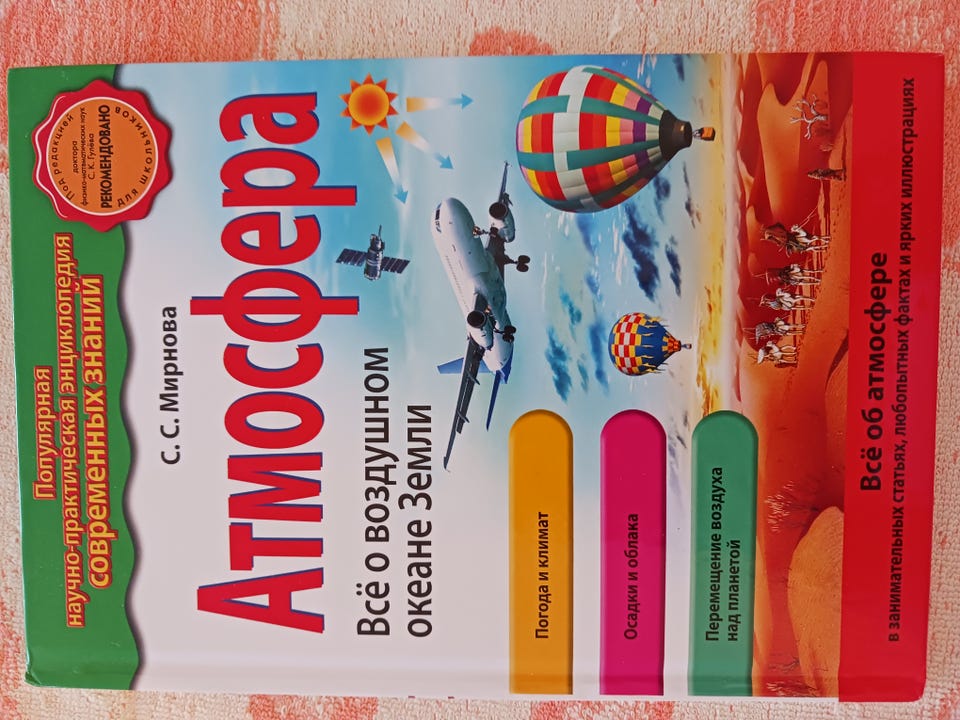 Популярная
научно-практическая энциклопедия
современных знаний
Под редакцией
доктора
физико-математических наук
С. К. Гулёва
РЕКОМЕНДОВАНО
для школьников
С. С. Мирнова
Атмосфера
Всё о воздушном
океане Земли
Погода и климат
Осадки и облака
Перемещение воздуха
над планетой
Всё об атмосфере
в занимательных статьях, любопытных фактах и ярких иллюстрациях